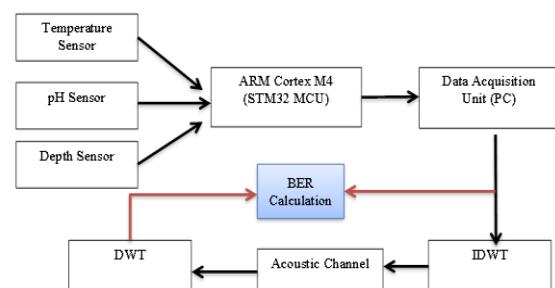 Temperature
Sensor
ARM Cortex M4
(STM32 MCU)
Data Acquisition
Unit (PC)
pH Sensor
Depth Sensor
BER
Calculation
DWT
Acoustic Channel
IDWT